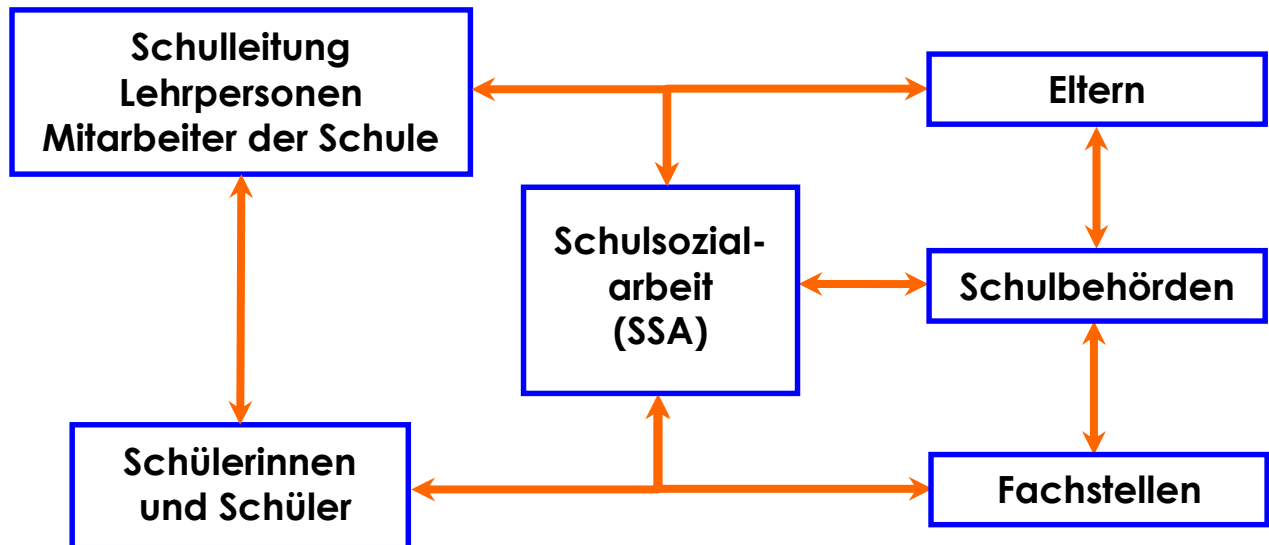 Schulleitung
Lehrpersonen
Mitarbeiter der Schule
Eltern
Schulsozial-
arbeit
(SSA)
Schulbehörden
Schülerinnen
und Schüler
Fachstellen